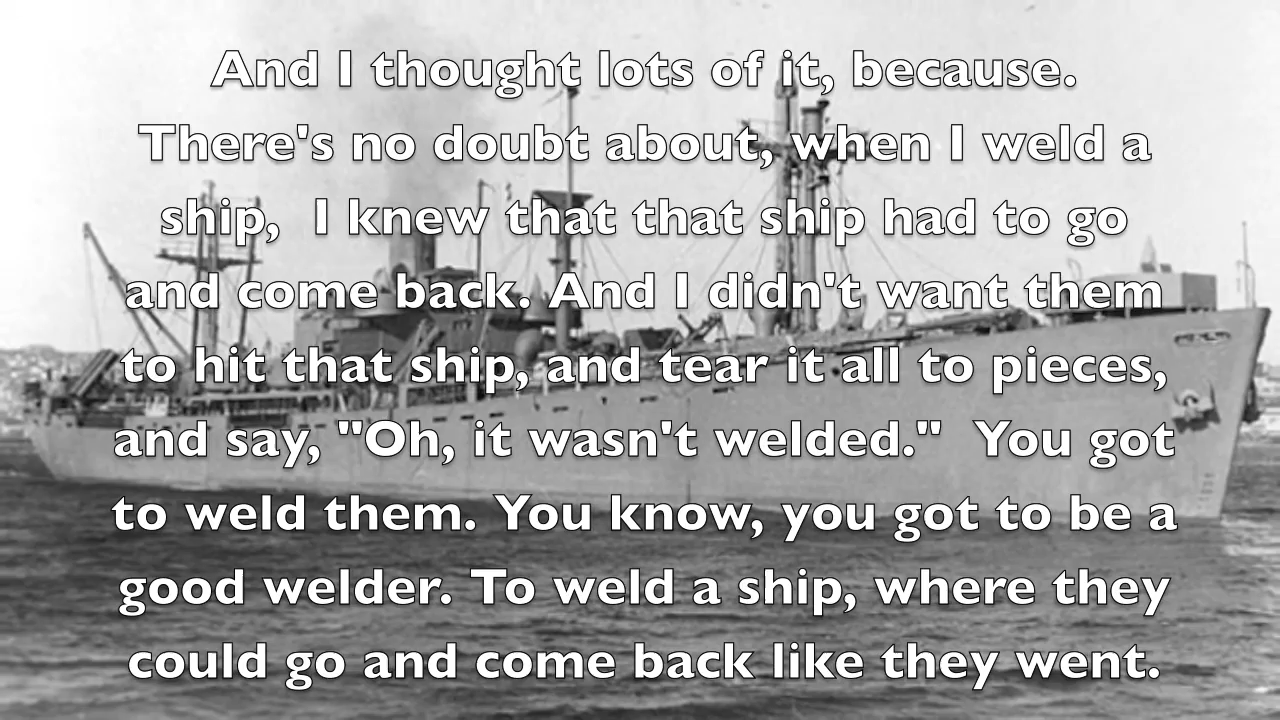 And I thought lots of it, because.
There's no doubt about, when I weld a
ship,  I knew that that ship had to go
and come back. And I didn't want them
to hit that ship, and tear it all to pieces,
and say, "Oh, it wasn't welded."  You got
to weld them. You know, you got to be a
good welder. To weld a ship, where they
could go and come back like they went.